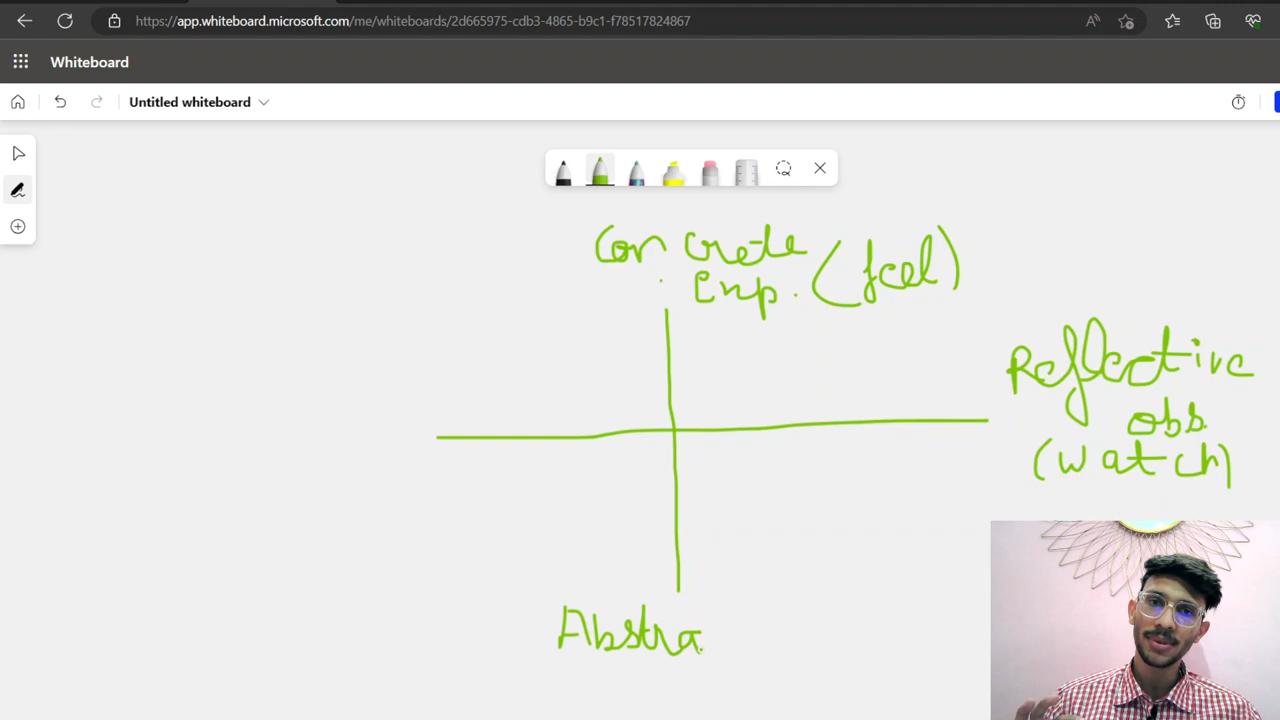 https://app.whiteboard.microsoft.com/me/whiteboards/2d665975-cdb3-4865-b9c1-f78517824867
Whiteboard
Untitled whiteboard
Concrete
Exp. (feel)
Reflective
obs.
(Watch)
Abstra